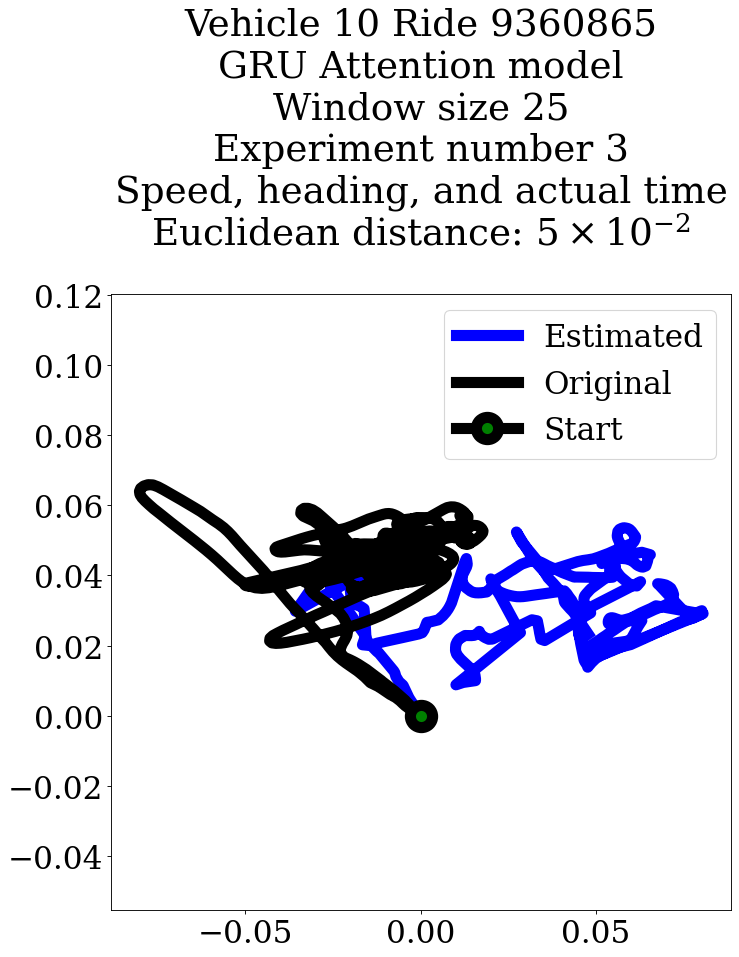 Vehicle 10 Ride 9360865
GRU Attention model
Window size 25
Experiment number 3
Speed, heading, and actual time
Euclidean distance: 5 × 10⁻²
0.12
0.10
0.08
0.06
0.04
0.02
0.00
−0.02
−0.04
Estimated
Original
Start
−0.05
0.00
0.05